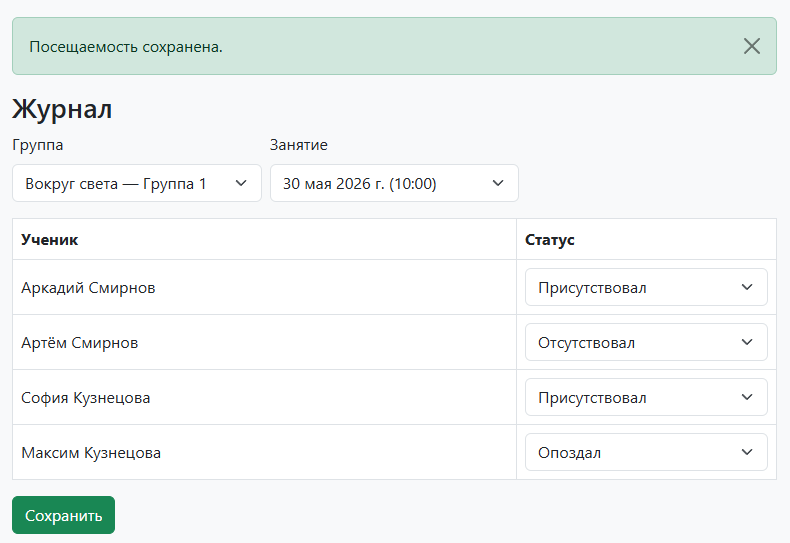 Посещаемость сохранена.
Журнал
Группа Занятие
Вокруг света — Группа 1 30 мая 2026 г. (10:00)
Ученик Статус
Аркадий Смирнов Присутствовал
Артём Смирнов Отсутствовал
София Кузнецова Присутствовал
Максим Кузнецова Опоздал
Сохранить